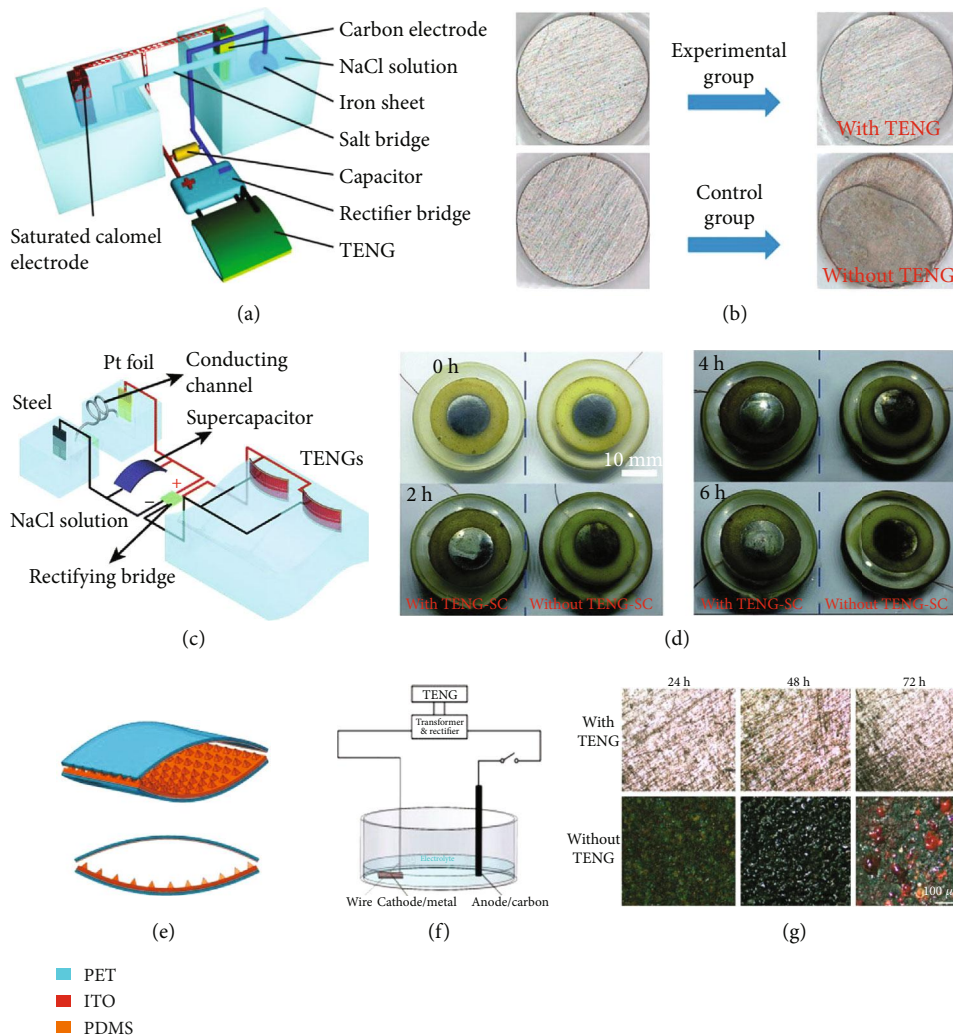 Carbon electrode
NaCl solution
Iron sheet
Salt bridge
Capacitor
Rectifier bridge
TENG
Saturated calomel
electrode
(a)
Experimental
group
With TENG
Control
group
Without TENG
(b)
Pt foil
Conducting
channel
Steel
Supercapacitor
TENGs
+
−
NaCl solution
Rectifying bridge
(c)
0 h
10 mm
2 h
With TENG-SC
Without TENG-SC
4 h
6 h
With TENG-SC
Without TENG-SC
(d)
(e)
PET
ITO
PDMS
TENG
Transformer
& rectifier
Electrolyte
Wire Cathode/metal
Anode/carbon
(f)
24 h
48 h
72 h
With
TENG
Without
TENG
100 μ
(g)